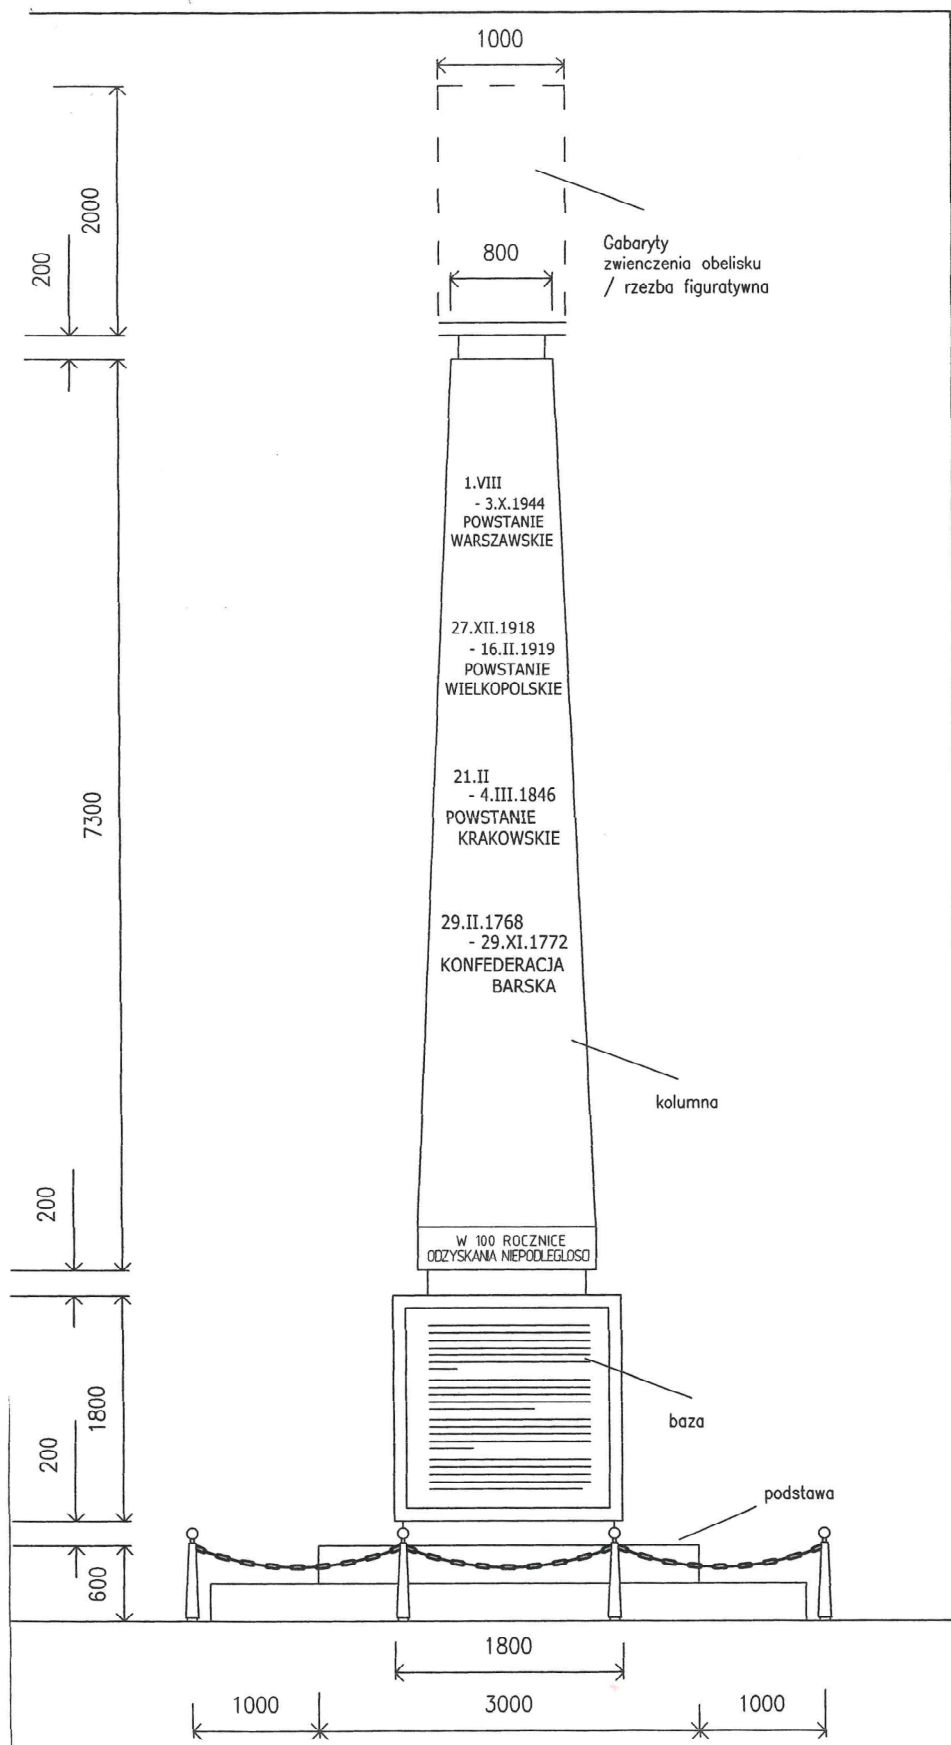 1000
2000
200
800
Gabaryty
zwienczenia obelisku
/ rzezba figuratywna
1.VIII
- 3.X.1944
POWSTANIE
WARSZAWSKIE
27.XII.1918
- 16.II.1919
POWSTANIE
WIELKOPOLSKIE
7300
21.II
- 4.III.1846
POWSTANIE
KRAKOWSKIE
29.II.1768
- 29.XI.1772
KONFEDERACJA
BARSKA
kolumna
200
W 100 ROCZNICE
ODZYSKANIA NIEPODLEGLOSCI
1800
baza
200
podstawa
600
1800
1000
3000
1000